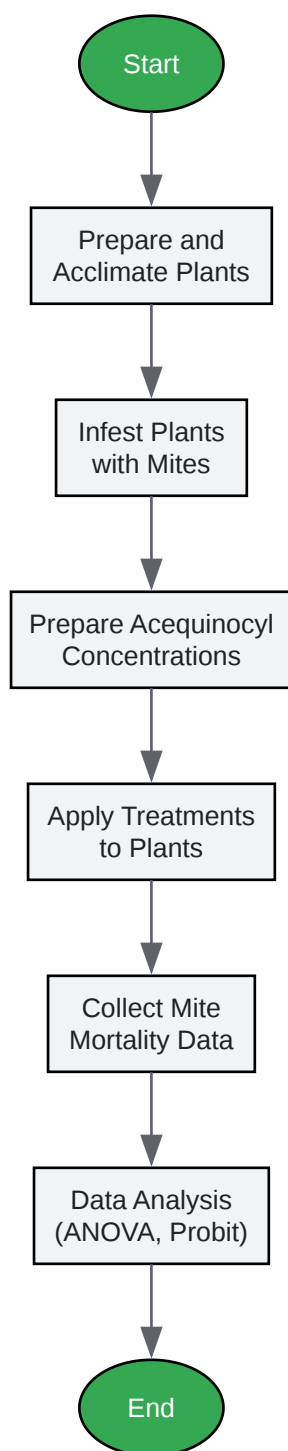 Start
Prepare and
Acclimate Plants
Infest Plants
with Mites
Prepare Acequinocyl
Concentrations
Apply Treatments
to Plants
Collect Mite
Mortality Data
Data Analysis
(ANOVA, Probit)
End